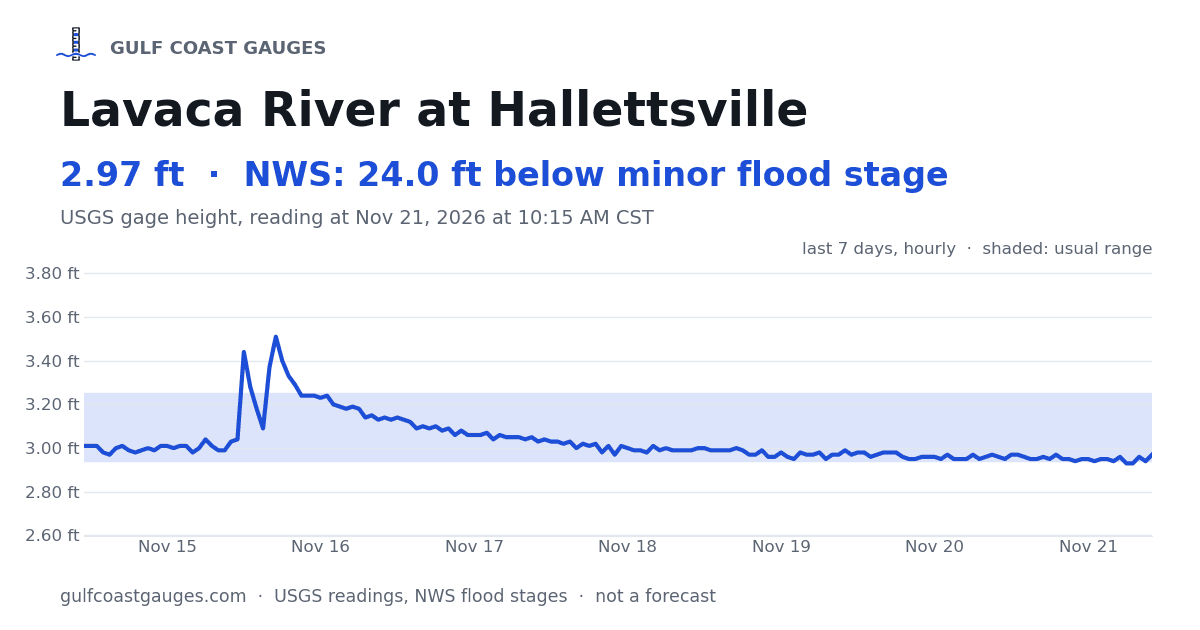 GULF COAST GAUGES
Lavaca River at Hallettsville
2.97 ft · NWS: 24.0 ft below minor flood stage
USGS gage height, reading at Nov 21, 2026 at 10:15 AM CST
last 7 days, hourly · shaded: usual range
3.80 ft
3.60 ft
3.40 ft
3.20 ft
3.00 ft
2.80 ft
2.60 ft
Nov 15 Nov 16 Nov 17 Nov 18 Nov 19 Nov 20 Nov 21
gulfcoastgauges.com · USGS readings, NWS flood stages · not a forecast